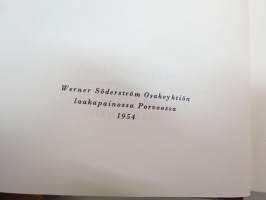 Werner Söderström Osakeyhtiön
laakapainossa Porvoossa
1954